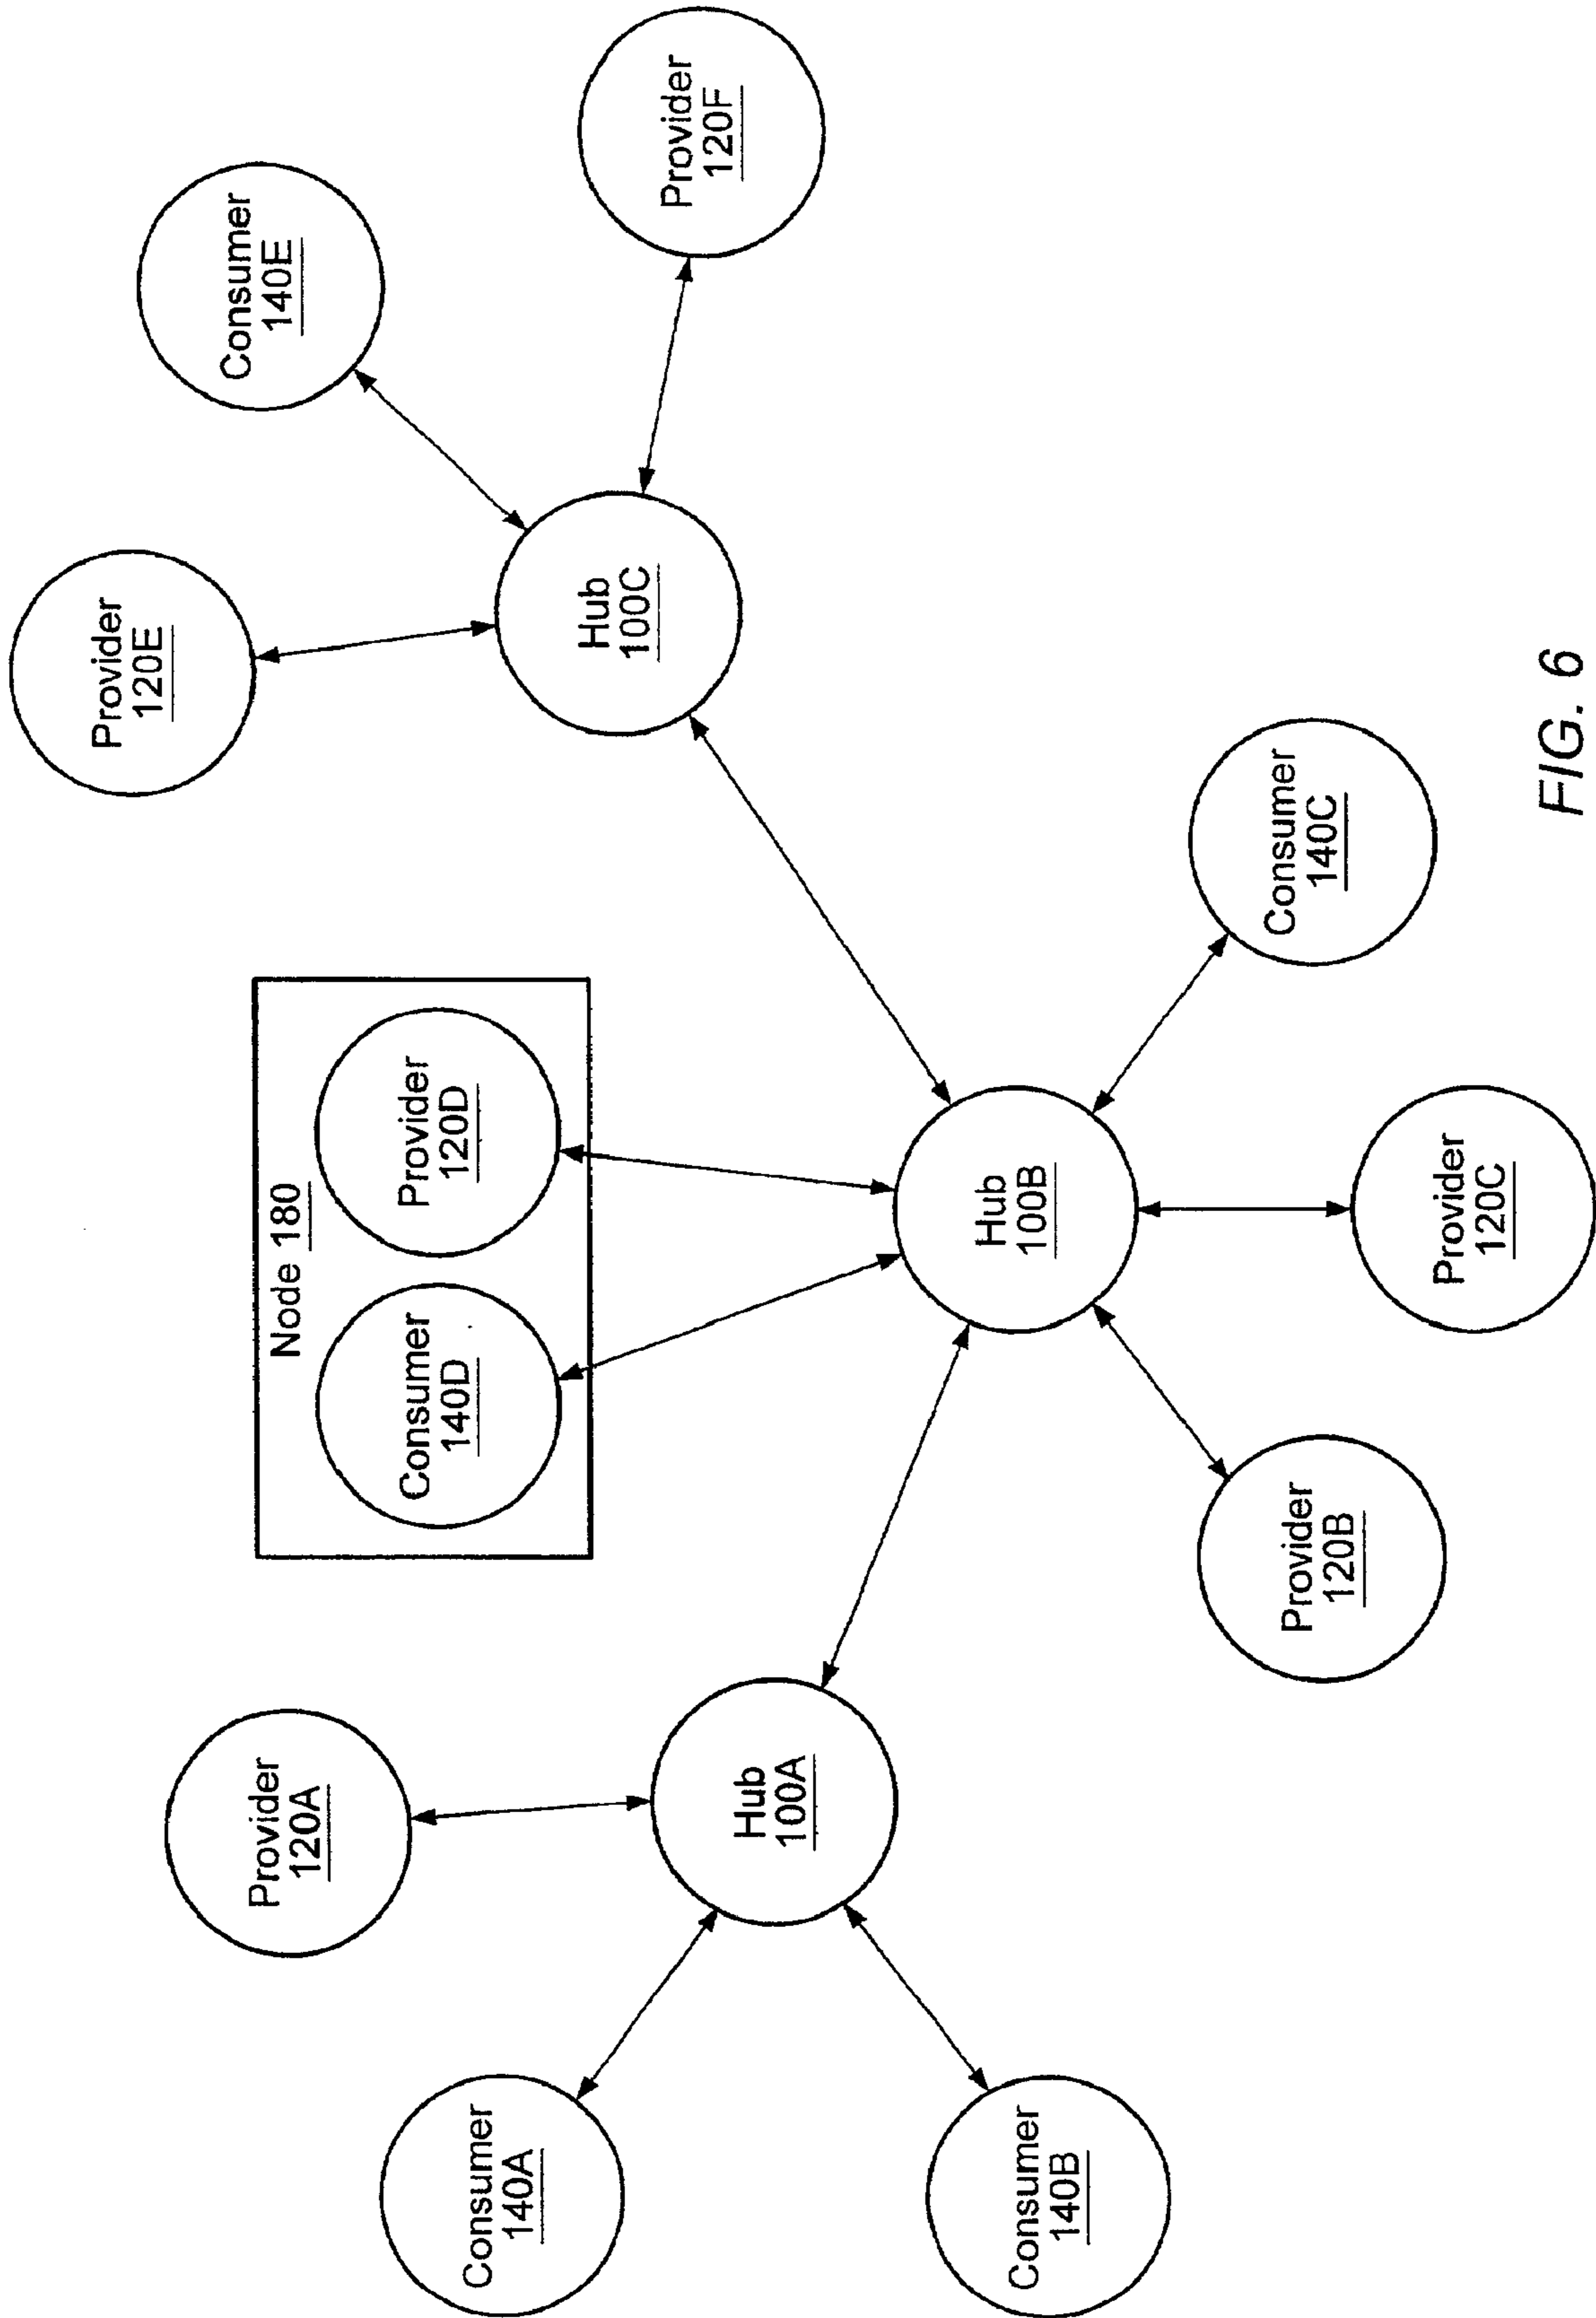 Provider
120E
Consumer
140E
Provider
120F
Hub
100C
Node 180
Consumer
140D
Provider
120D
Provider
120A
Consumer
140A
Hub
100A
Hub
100B
Consumer
140B
Provider
120B
Provider
120C
Consumer
140C
FIG. 6